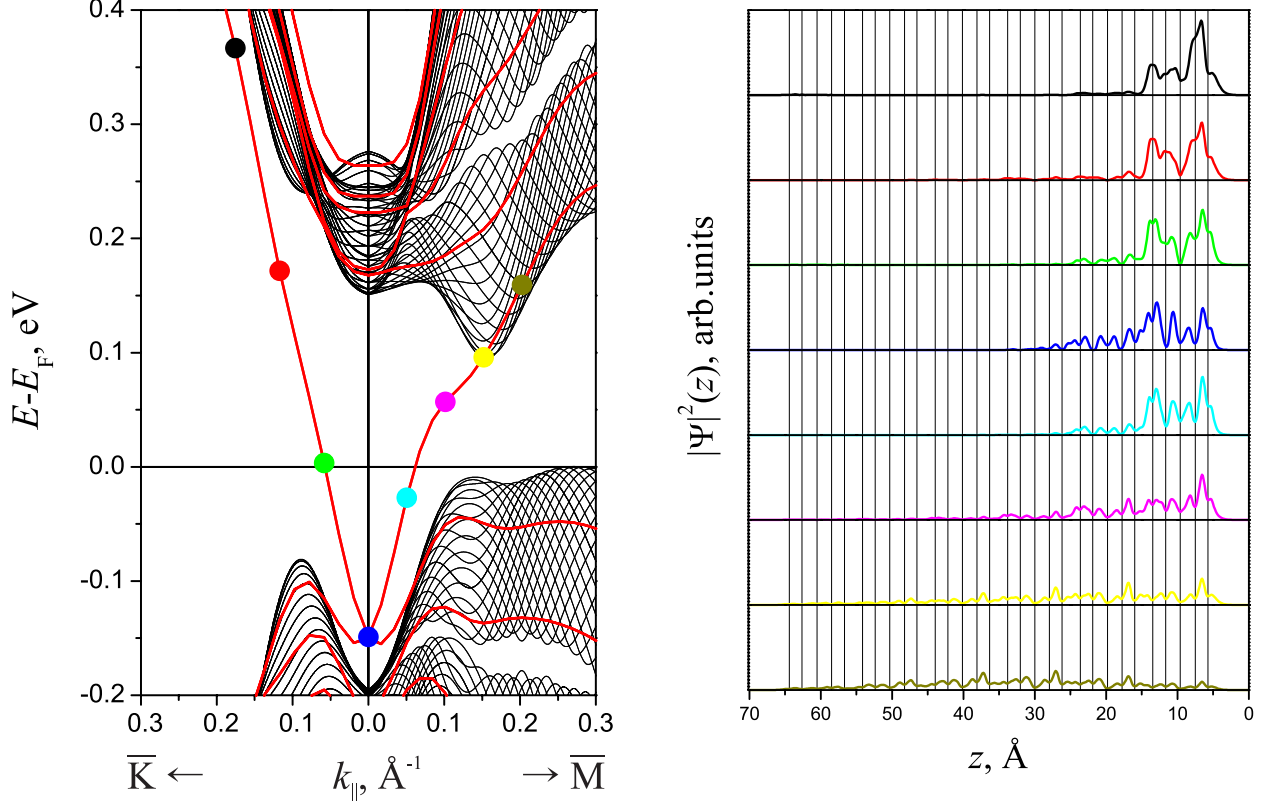 0.4
0.3
0.2
0.1
0.0
-0.1
-0.2
E-E_F, eV
0.3 0.2 0.1 0.0 0.1 0.2 0.3
K̅ ← k_||, Å⁻¹ → M̅
|Ψ|²(z), arb.units
70 60 50 40 30 20 10 0
z, Å